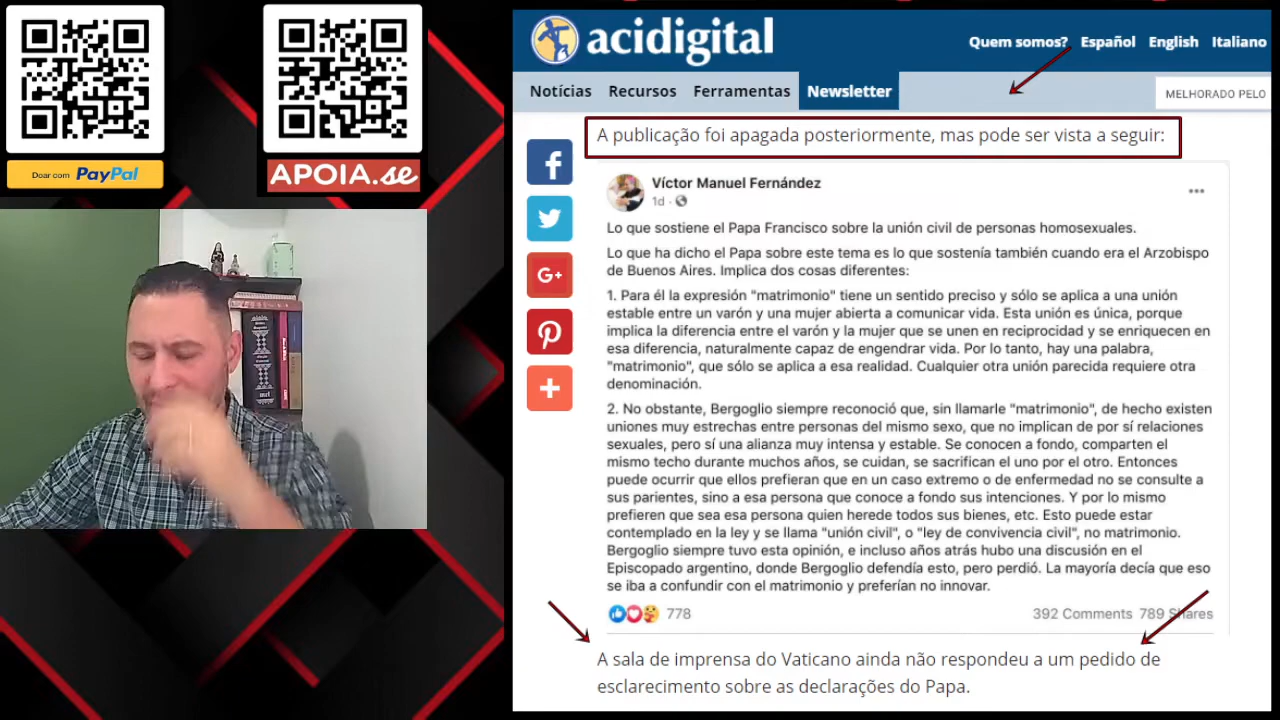 Doar com PayPal
APOIA.se
acidigital
Quem somos? Español English Italiano
Notícias Recursos Ferramentas Newsletter
MELHORADO PELO
A publicação foi apagada posteriormente, mas pode ser vista a seguir:
Víctor Manuel Fernández
1d
Lo que sostiene el Papa Francisco sobre la unión civil de personas homosexuales.
Lo que ha dicho el Papa sobre este tema es lo que sostenía también cuando era el Arzobispo
de Buenos Aires. Implica dos cosas diferentes:
1. Para él la expresión "matrimonio" tiene un sentido preciso y sólo se aplica a una unión
estable entre un varón y una mujer abierta a comunicar vida. Esta unión es única, porque
implica la diferencia entre el varón y la mujer que se unen en reciprocidad y se enriquecen en
esa diferencia, naturalmente capaz de engendrar vida. Por lo tanto, hay una palabra,
"matrimonio", que sólo se aplica a esa realidad. Cualquier otra unión parecida requiere otra
denominación.
2. No obstante, Bergoglio siempre reconoció que, sin llamarle "matrimonio", de hecho existen
uniones muy estrechas entre personas del mismo sexo, que no implican de por sí relaciones
sexuales, pero sí una alianza muy intensa y estable. Se conocen a fondo, comparten el
mismo techo durante muchos años, se cuidan, se sacrifican el uno por el otro. Entonces
puede ocurrir que ellos prefieran que en un caso extremo o de enfermedad no se consulte a
sus parientes, sino a esa persona que conoce a fondo sus intenciones. Y por lo mismo
prefieren que sea esa persona quien herede todos sus bienes, etc. Esto puede estar
contemplado en la ley y se llama "unión civil", o "ley de convivencia civil", no matrimonio.
Bergoglio siempre tuvo esta opinión, e incluso años atrás hubo una discusión en el
Episcopado argentino, donde Bergoglio defendía esto, pero perdió. La mayoría decía que eso
se iba a confundir con el matrimonio y preferían no innovar.
778 392 Comments 789 Shares
A sala de imprensa do Vaticano ainda não respondeu a um pedido de
esclarecimento sobre as declarações do Papa.